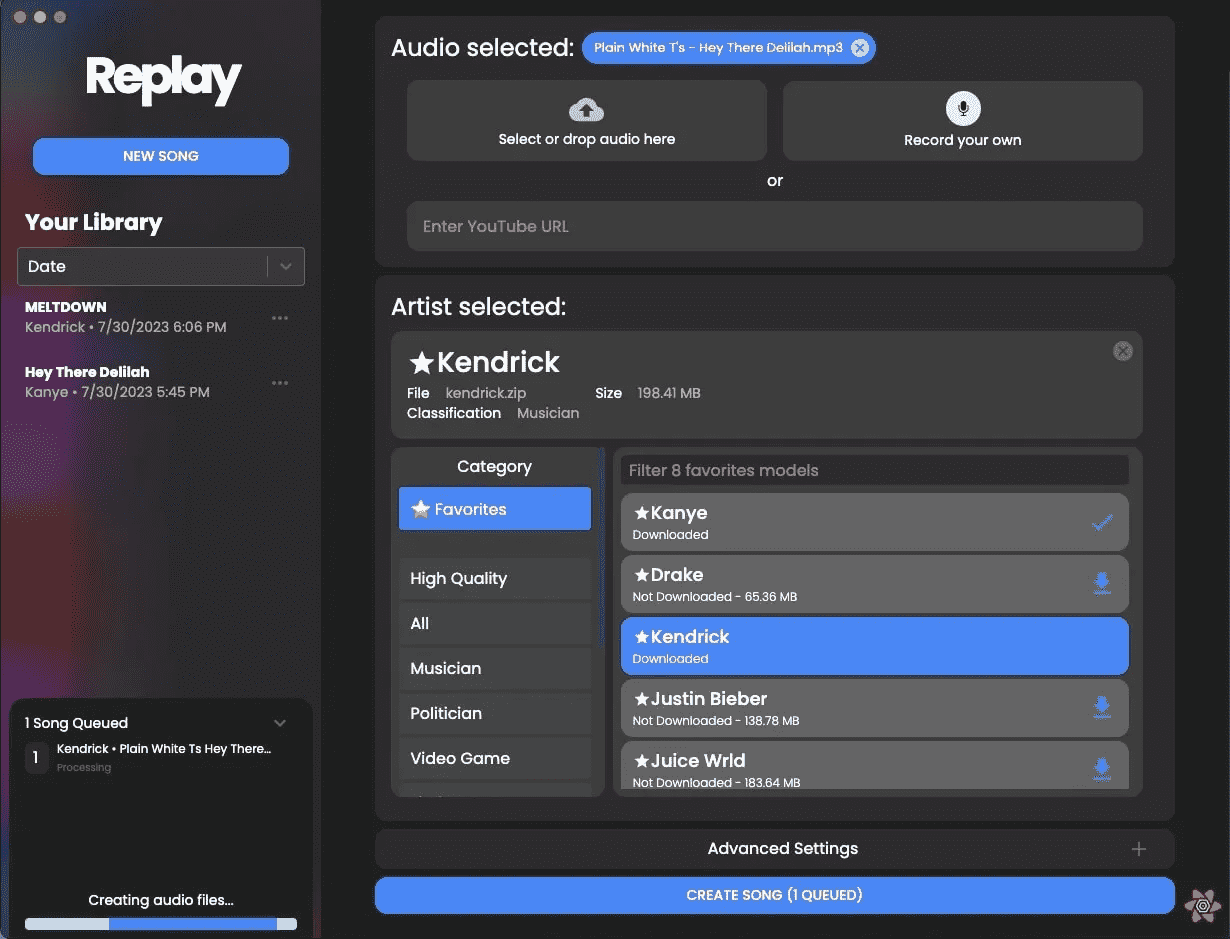 Replay
NEW SONG
Your Library
Date
MELTDOWN
Kendrick • 7/30/2023 6:06 PM
Hey There Delilah
Kanye • 7/30/2023 5:45 PM
1 Song Queued
1
Kendrick • Plain White Ts Hey There...
Processing
Creating audio files...
Audio selected: Plain White T's - Hey There Delilah.mp3
Select or drop audio here
Record your own
or
Enter YouTube URL
Artist selected:
Kendrick
File kendrick.zip Size 198.41 MB
Classification Musician
Category
Favorites
High Quality
All
Musician
Politician
Video Game
Filter 8 favorites models
Kanye
Downloaded
Drake
Not Downloaded - 65.36 MB
Kendrick
Downloaded
Justin Bieber
Not Downloaded - 138.78 MB
Juice Wrld
Not Downloaded - 183.64 MB
Advanced Settings
CREATE SONG (1 QUEUED)